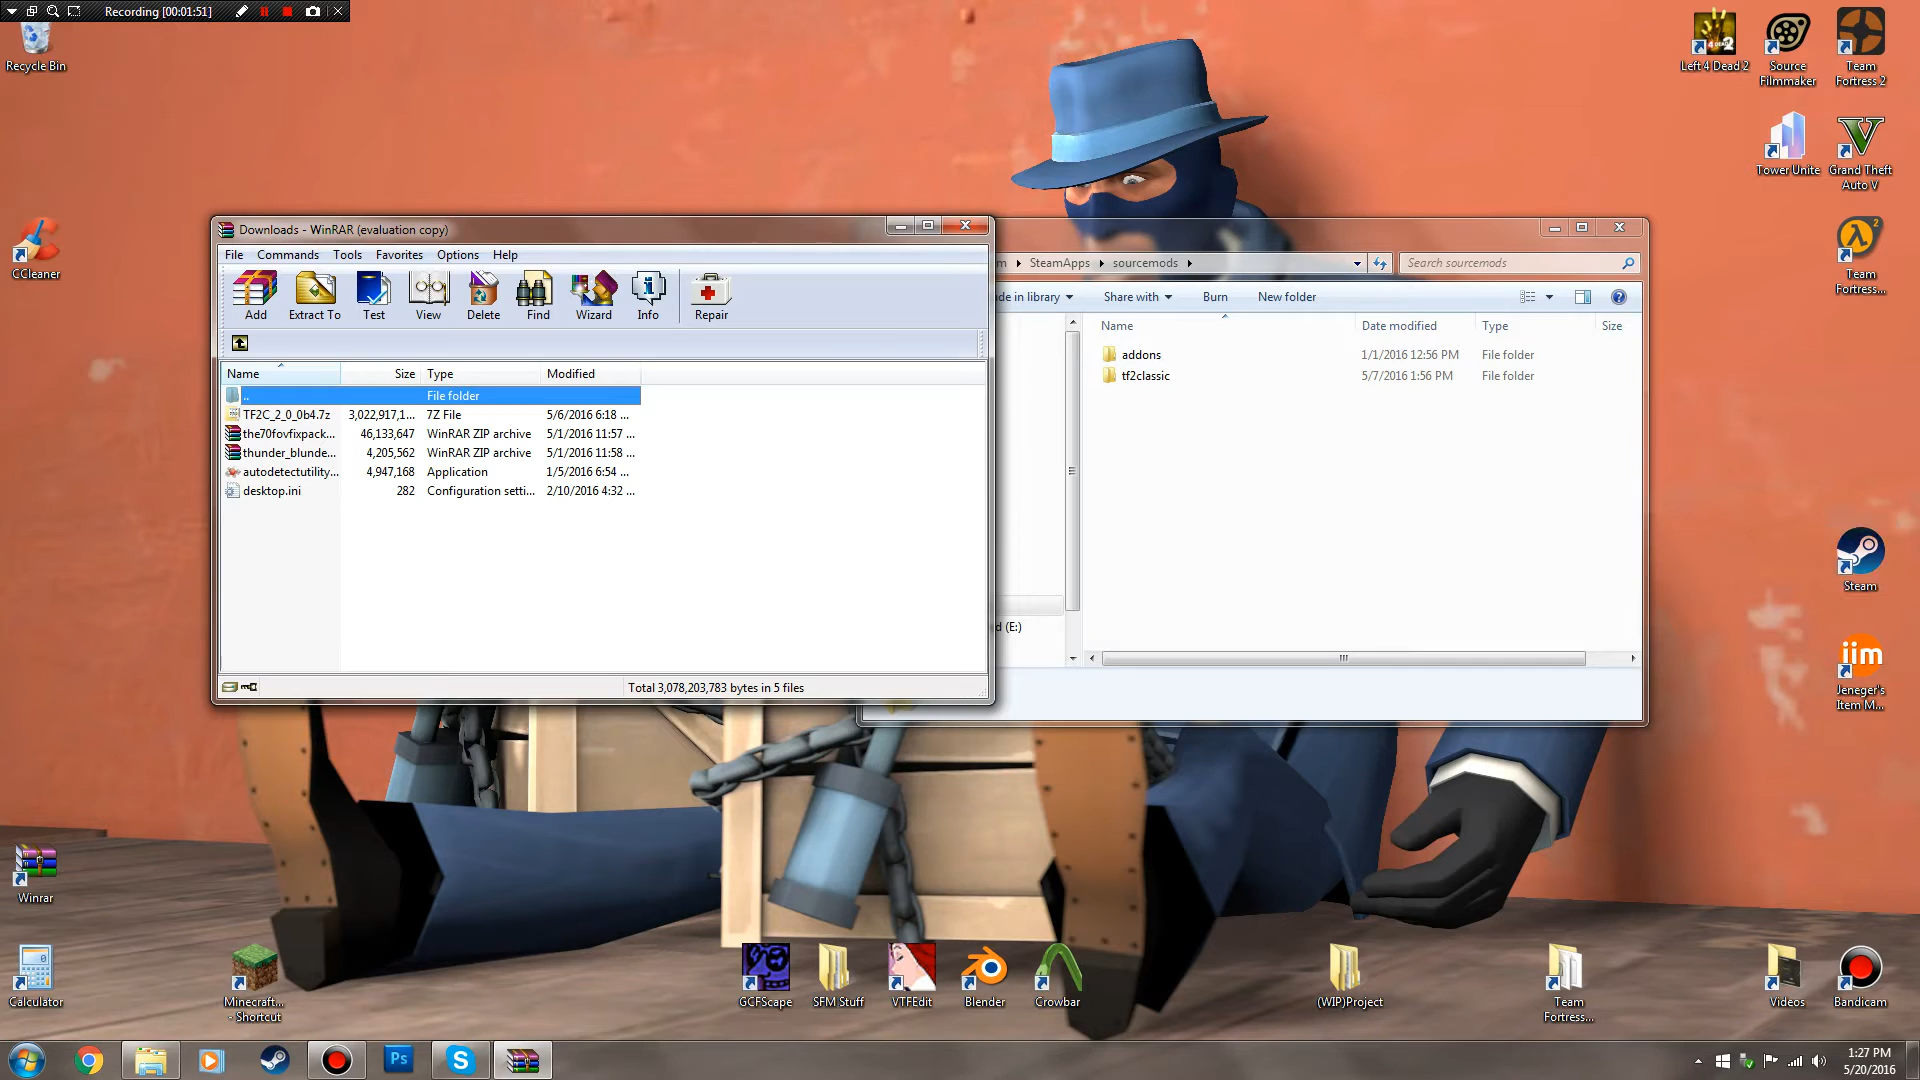 Recording [00:01:51]
Recycle Bin
CCleaner
Winrar
Calculator
Minecraft...
- Shortcut
Left 4 Dead 2
Source
Filmmaker
Team
Fortress 2
Tower Unite
Grand Theft
Auto V
Team
Fortress...
Steam
iim
Jeneger's
Item M...
Downloads - WinRAR (evaluation copy)
File Commands Tools Favorites Options Help
Add Extract To Test View Delete Find Wizard Info Repair
Name Size Type Modified
.. File folder
TF2C_2_0_0b4.7z 3,022,917,1... 7Z File 5/6/2016 6:18 ...
the70fovfixpack... 46,133,647 WinRAR ZIP archive 5/1/2016 11:57 ...
thunder_blunde... 4,205,562 WinRAR ZIP archive 5/1/2016 11:58 ...
autodetectutility... 4,947,168 Application 1/5/2016 6:54 ...
desktop.ini 282 Configuration setti... 2/10/2016 4:32 ...
Total 3,078,203,783 bytes in 5 files
m SteamApps sourcemods Search sourcemods
de in library Share with Burn New folder
Name Date modified Type Size
addons 1/1/2016 12:56 PM File folder
tf2classic 5/7/2016 1:56 PM File folder
d (E:)
GCFScape
SFM Stuff
VTFEdit
Blender
Crowbar
(WIP)Project
Team
Fortress...
Videos
Bandicam
Ps
1:27 PM
5/20/2016